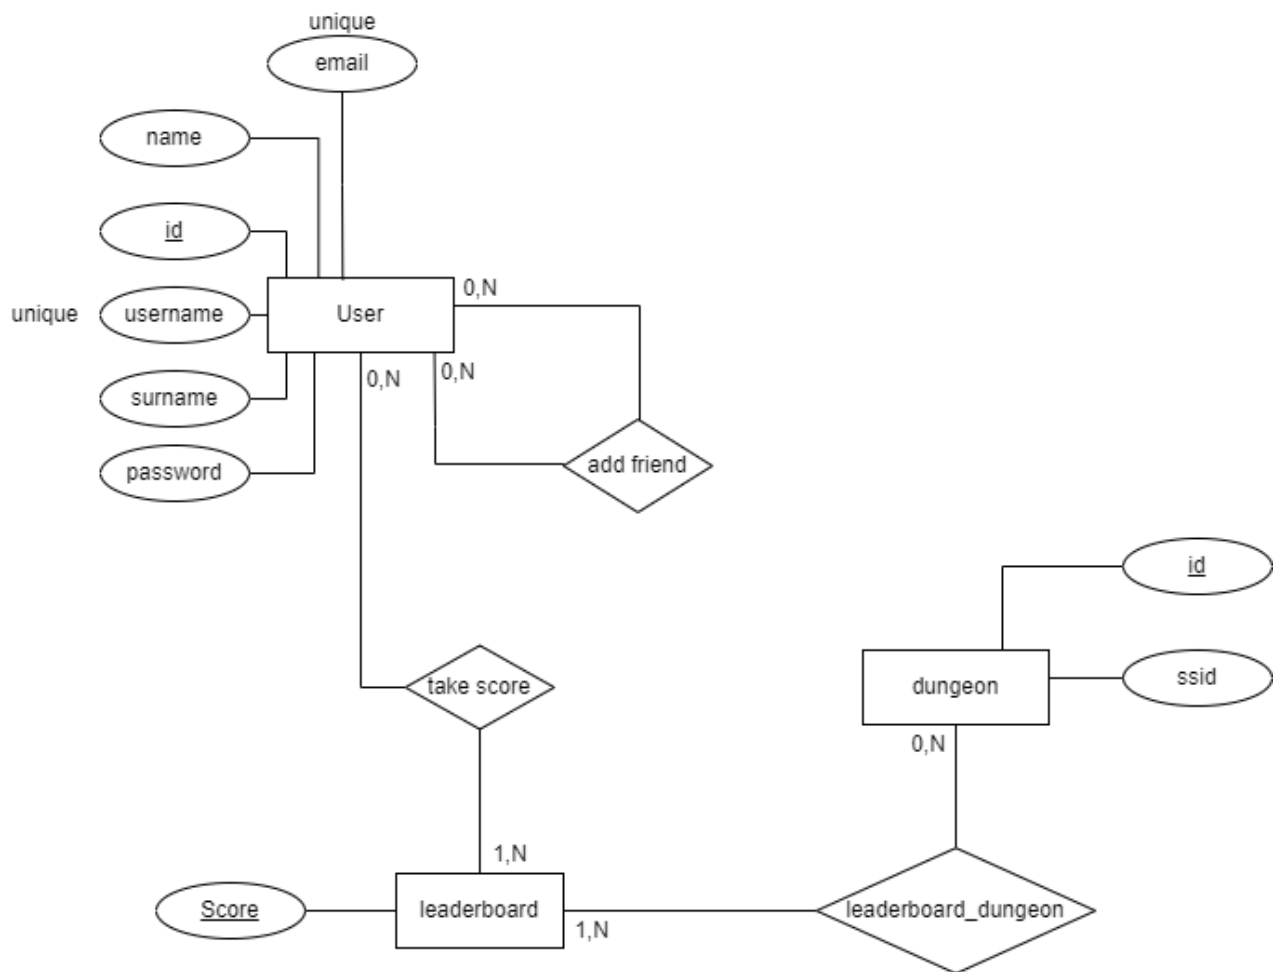 unique
email
name
id
unique
username
User
0,N
surname
0,N
0,N
password
add friend
id
take score
dungeon
ssid
0,N
1,N
Score
leaderboard
1,N
leaderboard_dungeon